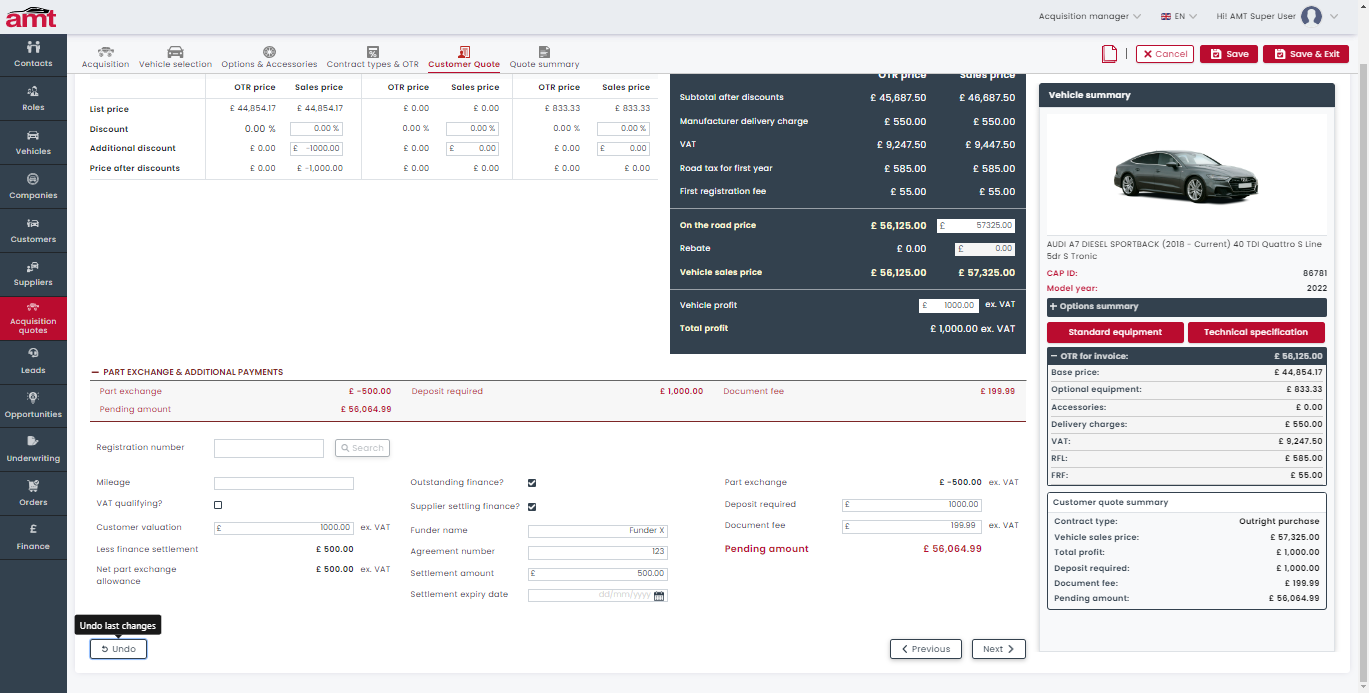 amt
Acquisition manager
EN
Hi! AMT Super User
Contacts
Roles
Vehicles
Companies
Customers
Suppliers
Acquisition quotes
Leads
Opportunities
Underwriting
Orders
Finance
Acquisition
Vehicle selection
Options & Accessories
Contract types & OTR
Customer Quote
Quote summary
Cancel
Save
Save & Exit
OTR price Sales price OTR price Sales price OTR price Sales price
List price £ 44,854.17 £ 44,854.17 £ 0.00 £ 0.00 £ 833.33 £ 833.33
Discount 0.00 % 0.00 % 0.00 % 0.00 % 0.00 % 0.00 %
Additional discount £ 0.00 £ -1000.00 £ 0.00 £ 0.00 £ 0.00 £ 0.00
Price after discounts £ 0.00 £ -1,000.00 £ 0.00 £ 0.00 £ 0.00 £ 0.00
OTR price Sales price
Subtotal after discounts £ 45,687.50 £ 46,687.50
Manufacturer delivery charge £ 550.00 £ 550.00
VAT £ 9,247.50 £ 9,447.50
Road tax for first year £ 585.00 £ 585.00
First registration fee £ 55.00 £ 55.00
On the road price £ 56,125.00 £ 57325.00
Rebate £ 0.00 £ 0.00
Vehicle sales price £ 56,125.00 £ 57,325.00
Vehicle profit £ 1000.00 ex. VAT
Total profit £ 1,000.00 ex. VAT
PART EXCHANGE & ADDITIONAL PAYMENTS
Part exchange £ -500.00 Deposit required £ 1,000.00 Document fee £ 199.99
Pending amount £ 56,064.99
Registration number Search
Mileage
VAT qualifying?
Customer valuation £ 1000.00 ex. VAT
Less finance settlement £ 500.00
Net part exchange £ 500.00 ex. VAT
allowance
Outstanding finance?
Supplier settling finance?
Funder name Funder X
Agreement number 123
Settlement amount £ 500.00
Settlement expiry date dd/mm/yyyy
Part exchange £ -500.00 ex. VAT
Deposit required £ 1000.00
Document fee £ 199.99 ex. VAT
Pending amount £ 56,064.99
Undo last changes
Undo
Previous
Next
Vehicle summary
AUDI A7 DIESEL SPORTBACK (2018 - Current) 40 TDI Quattro S Line
5dr S Tronic
CAP ID: 86781
Model year: 2022
Options summary
Standard equipment
Technical specification
OTR for invoice: £ 56,125.00
Base price: £ 44,854.17
Optional equipment: £ 833.33
Accessories: £ 0.00
Delivery charges: £ 550.00
VAT: £ 9,247.50
RFL: £ 585.00
FRF: £ 55.00
Customer quote summary
Contract type: Outright purchase
Vehicle sales price: £ 57,325.00
Total profit: £ 1,000.00
Deposit required: £ 1,000.00
Document fee: £ 199.99
Pending amount: £ 56,064.99